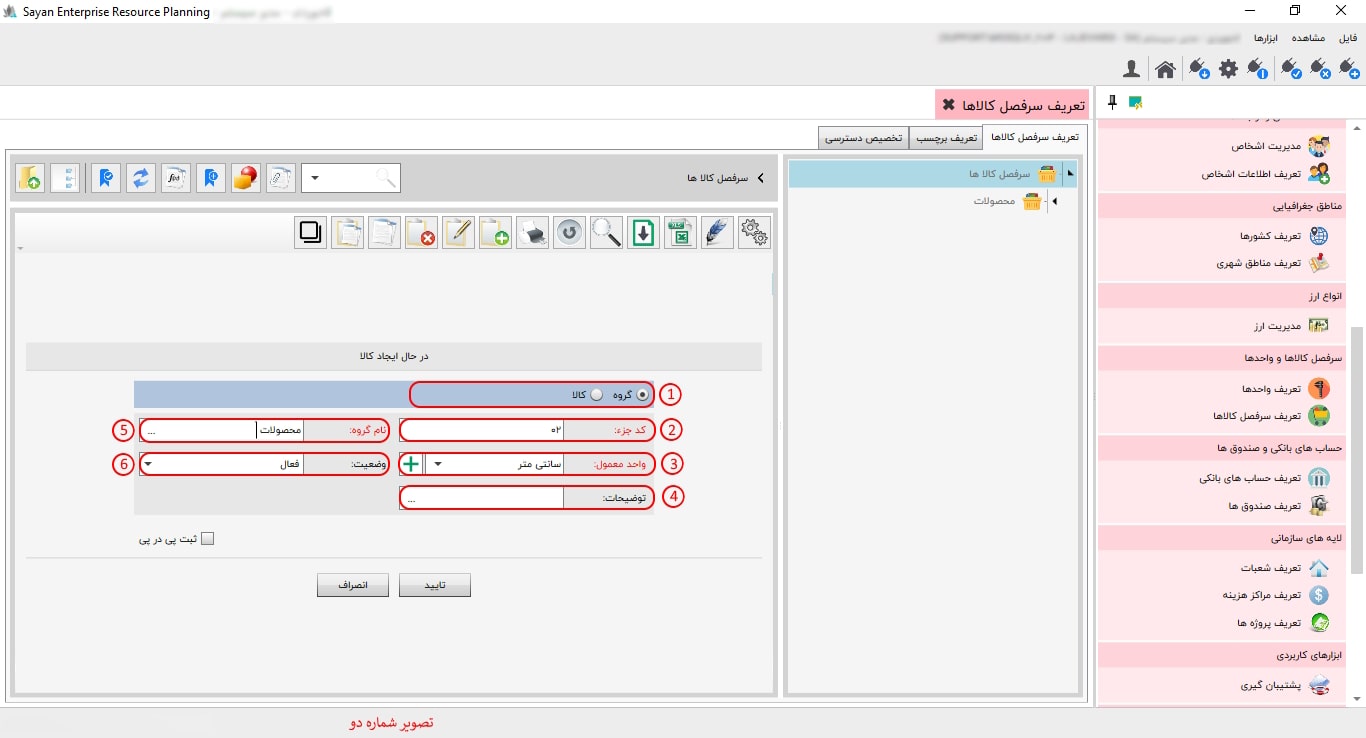 Sayan Enterprise Resource Planning
فایل مشاهده ابزارها
تعریف سرفصل کالاها
تعریف سرفصل کالاها تعریف برچسب تخصیص دسترسی
سرفصل کالا ها
محصولات
سرفصل کالا ها
در حال ایجاد کالا
گروه کالا
1
کد جزء: ۰۲
2
نام گروه: محصولات ...
5
واحد معمول: سانتی متر
3
وضعیت: فعال
6
توضیحات: ...
4
ثبت پی در پی
تایید انصراف
مدیریت اشخاص
تعریف اطلاعات اشخاص
مناطق جغرافیایی
تعریف کشورها
تعریف مناطق شهری
انواع ارز
مدیریت ارز
سرفصل کالاها و واحدها
تعریف واحدها
تعریف سرفصل کالاها
حساب های بانکی و صندوق ها
تعریف حساب های بانکی
تعریف صندوق ها
لایه های سازمانی
تعریف شعبات
تعریف مراکز هزینه
تعریف پروژه ها
ابزارهای کاربردی
پشتیبان گیری
تصویر شماره دو